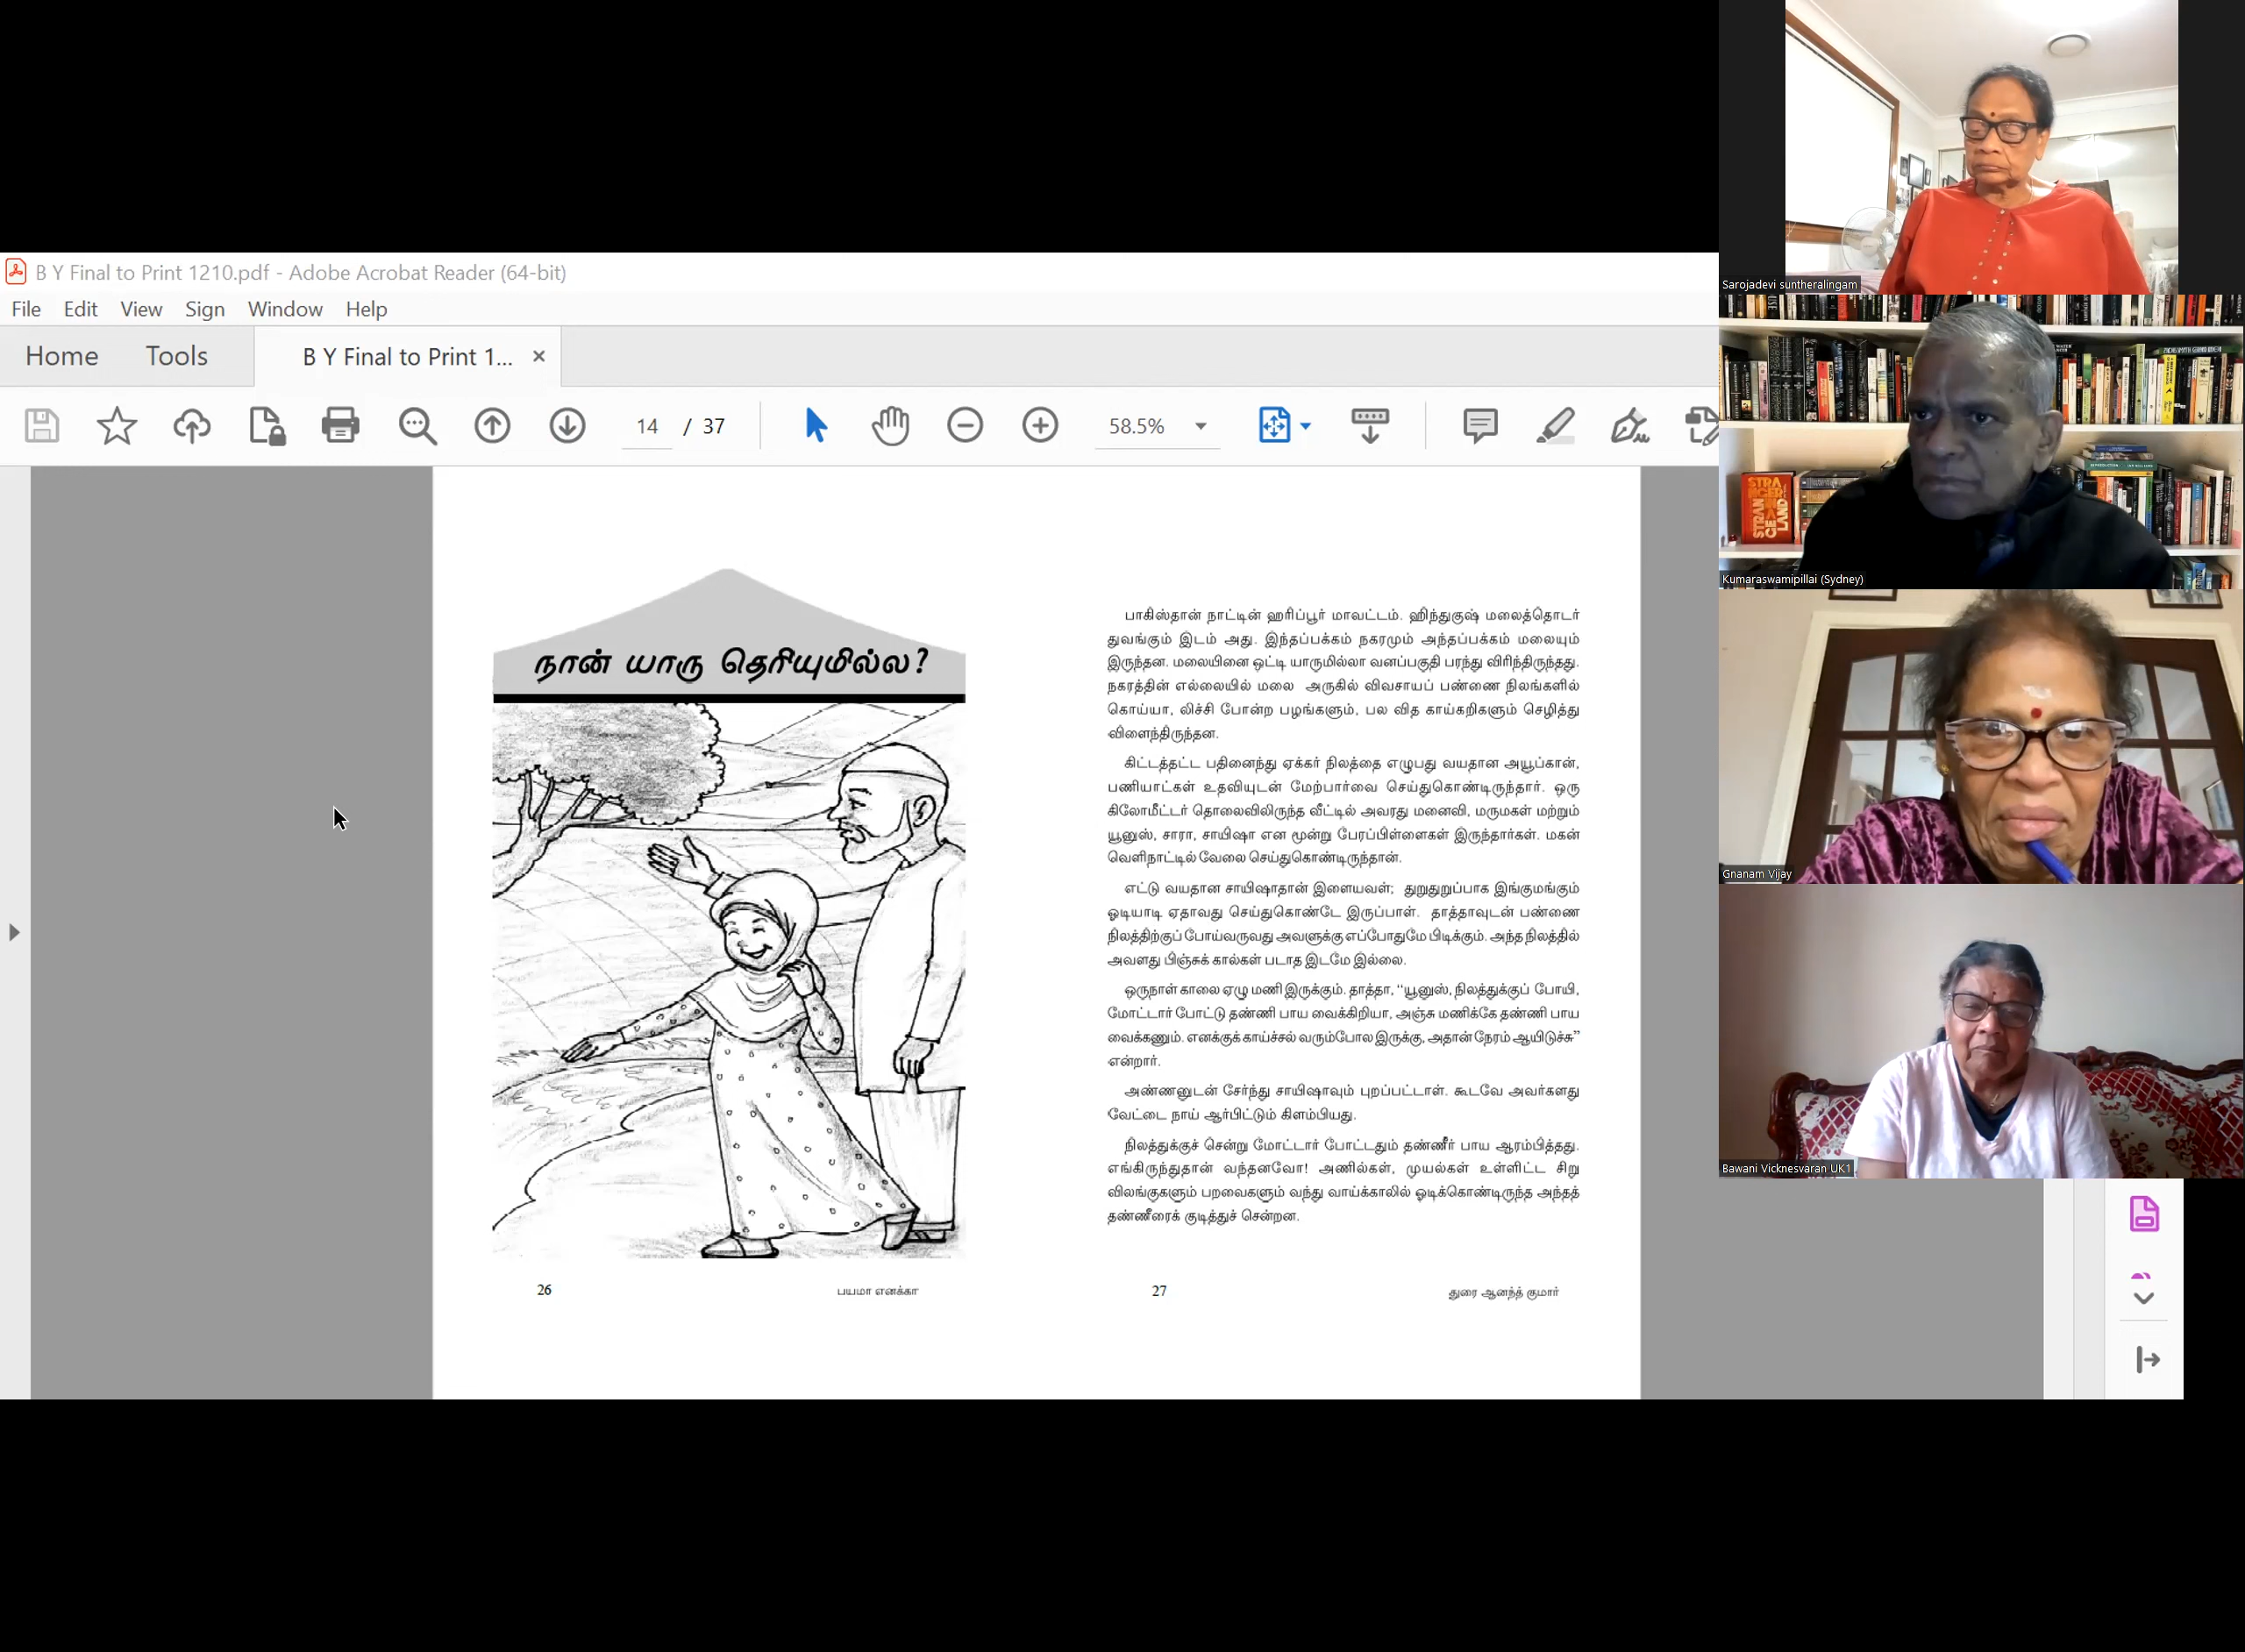 B Y Final to Print 1210.pdf - Adobe Acrobat Reader (64-bit)
File Edit View Sign Window Help
Home Tools B Y Final to Print 1... ×
14 / 37 58.5%
நான் யாரு தெரியுமில்ல?
26 பயமா எனக்கா
பாகிஸ்தான் நாட்டின் ஹரிப்பூர் மாவட்டம். ஹிந்துகுஷ் மலைத்தொடர்
துவங்கும் இடம் அது. இந்தப்பக்கம் நகரமும் அந்தப்பக்கம் மலையும்
இருந்தன. மலையினை ஒட்டி யாருமில்லா வனப்பகுதி பரந்து விரிந்திருந்தது.
நகரத்தின் எல்லையில் மலை அருகில் விவசாயப் பண்ணை நிலங்களில்
கொய்யா, லிச்சி போன்ற பழங்களும், பல வித காய்கறிகளும் செழித்து
விளைந்திருந்தன.
கிட்டத்தட்ட பதினைந்து ஏக்கர் நிலத்தை எழுபது வயதான அயூப்கான்,
பணியாட்கள் உதவியுடன் மேற்பார்வை செய்துகொண்டிருந்தார். ஒரு
கிலோமீட்டர் தொலைவிலிருந்த வீட்டில் அவரது மனைவி, மருமகள் மற்றும்
யூனுஸ், சாரா, சாயிஷா என மூன்று பேரப்பிள்ளைகள் இருந்தார்கள். மகன்
வெளிநாட்டில் வேலை செய்துகொண்டிருந்தான்.
எட்டு வயதான சாயிஷாதான் இளையவள்; துறுதுறுப்பாக இங்குமங்கும்
ஓடியாடி ஏதாவது செய்துகொண்டே இருப்பாள். தாத்தாவுடன் பண்ணை
நிலத்திற்குப் போய்வருவது அவளுக்கு எப்போதுமே பிடிக்கும். அந்த நிலத்தில்
அவளது பிஞ்சுக் கால்கள் படாத இடமே இல்லை.
ஒருநாள் காலை ஏழு மணி இருக்கும். தாத்தா, “யூனுஸ், நிலத்துக்குப் போயி,
மோட்டார் போட்டு தண்ணி பாய வைக்கிறியா, அஞ்சு மணிக்கே தண்ணி பாய
வைக்கணும். எனக்குக் காய்ச்சல் வரும்போல இருக்கு, அதான் நேரம் ஆயிடுச்சு”
என்றார்.
அண்ணனுடன் சேர்ந்து சாயிஷாவும் புறப்பட்டாள். கூடவே அவர்களது
வேட்டை நாய் ஆர்பிட்டும் கிளம்பியது.
நிலத்துக்குச் சென்று மோட்டார் போட்டதும் தண்ணீர் பாய ஆரம்பித்தது.
எங்கிருந்துதான் வந்தனவோ! அணில்கள், முயல்கள் உள்ளிட்ட சிறு
விலங்குகளும் பறவைகளும் வந்து வாய்க்காலில் ஓடிக்கொண்டிருந்த அந்தத்
தண்ணீரைக் குடித்துச் சென்றன.
27 துரை ஆனந்த் குமார்
Sarojadevi suntheralingam
STRANGER
STRANGE
LAND
Kumaraswamipillai (Sydney)
Gnanam Vijay
Bawani Vicknesvaran UK1